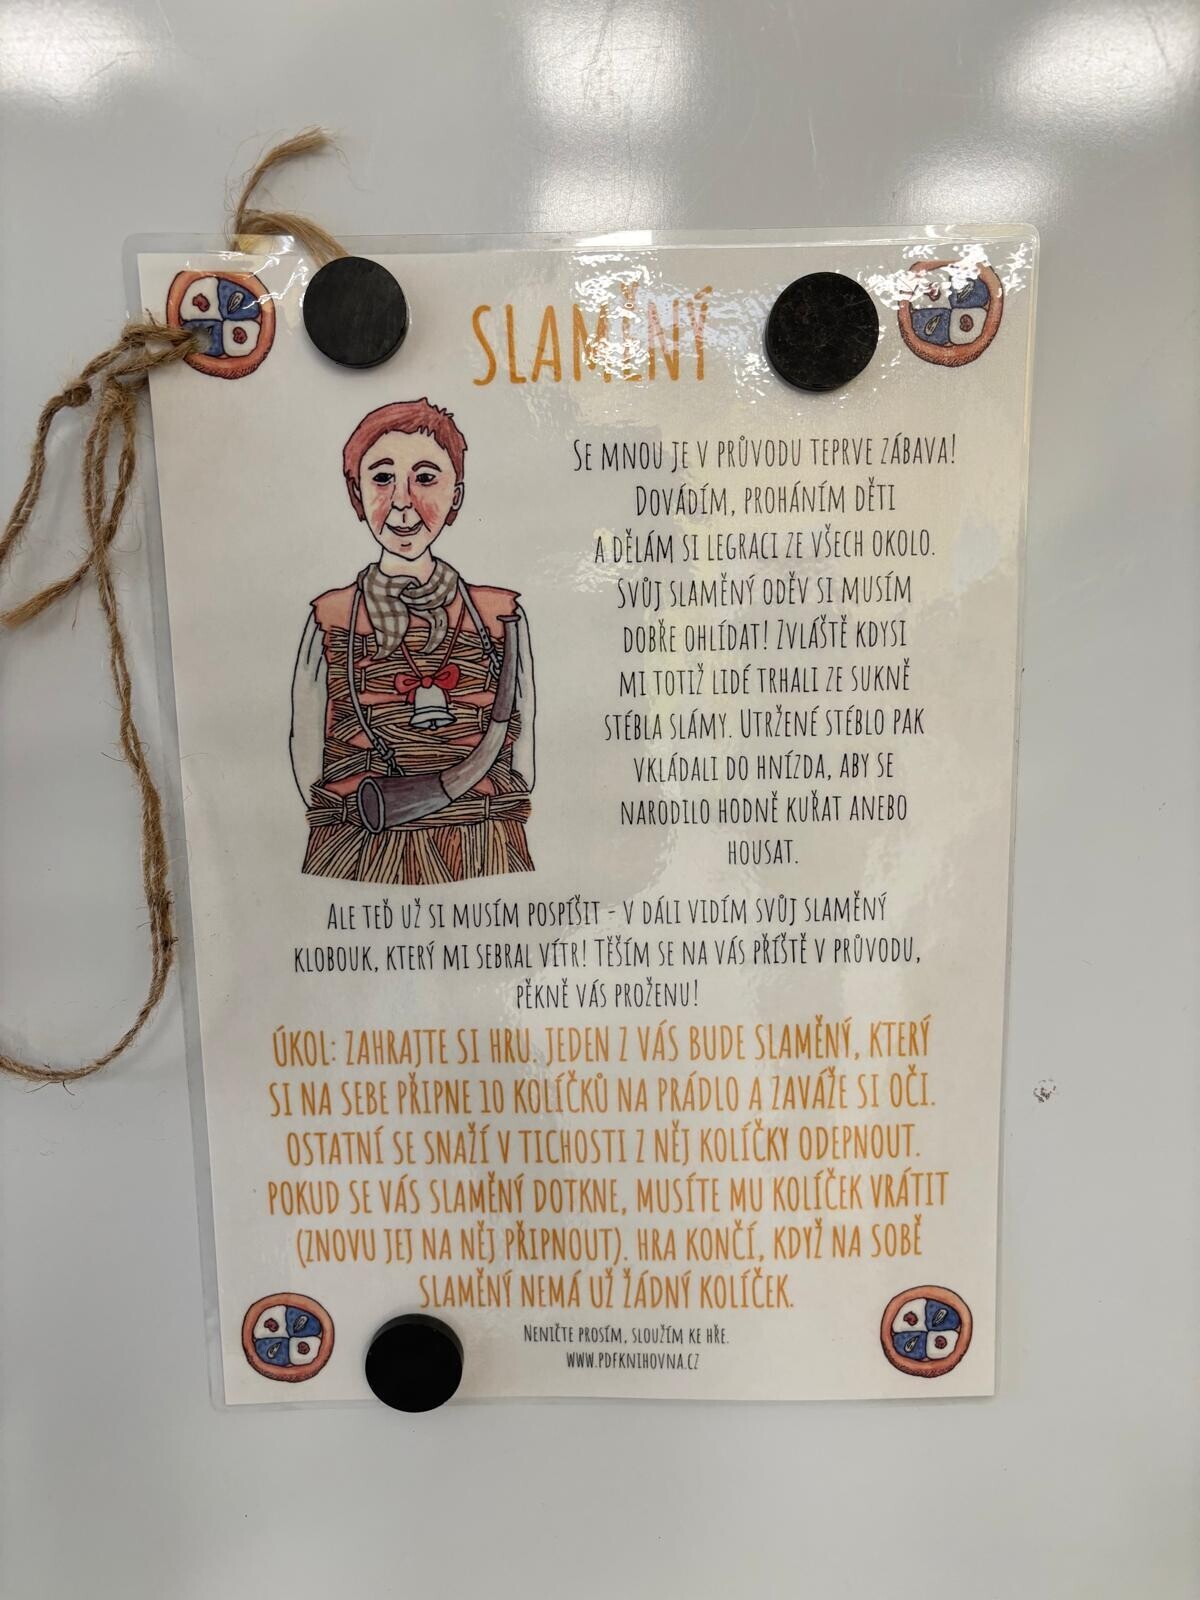 SLAMĚNÝ
SE MNOU JE V PRŮVODU TEPRVE ZÁBAVA!
DOVÁDÍM, PROHÁNÍM DĚTI
A DĚLÁM SI LEGRACI ZE VŠECH OKOLO.
SVŮJ SLAMĚNÝ ODĚV SI MUSÍM
DOBŘE OHLÍDAT! ZVLÁŠTĚ KDYSI
MI TOTIŽ LIDÉ TRHALI ZE SUKNĚ
STÉBLA SLÁMY. UTRŽENÉ STÉBLO PAK
VKLÁDALI DO HNÍZDA, ABY SE
NARODILO HODNĚ KUŘAT ANEBO
HOUSAT.
ALE TEĎ UŽ SI MUSÍM POSPÍŠIT - V DÁLI VIDÍM SVŮJ SLAMĚNÝ
KLOBOUK, KTERÝ MI SEBRAL VÍTR! TĚŠÍM SE NA VÁS PŘÍŠTĚ V PRŮVODU,
PĚKNĚ VÁS PROŽENU!
ÚKOL: ZAHRAJTE SI HRU. JEDEN Z VÁS BUDE SLAMĚNÝ, KTERÝ
SI NA SEBE PŘIPNE 10 KOLÍČKŮ NA PRÁDLO A ZAVÁŽE SI OČI.
OSTATNÍ SE SNAŽÍ V TICHOSTI Z NĚJ KOLÍČKY ODEPNOUT.
POKUD SE VÁS SLAMĚNÝ DOTKNE, MUSÍTE MU KOLÍČEK VRÁTIT
(ZNOVU JEJ NA NĚJ PŘIPNOUT). HRA KONČÍ, KDYŽ NA SOBĚ
SLAMĚNÝ NEMÁ UŽ ŽÁDNÝ KOLÍČEK.
NENIČTE PROSÍM, SLOUŽÍM KE HŘE.
WWW.PDFKNIHOVNA.CZ